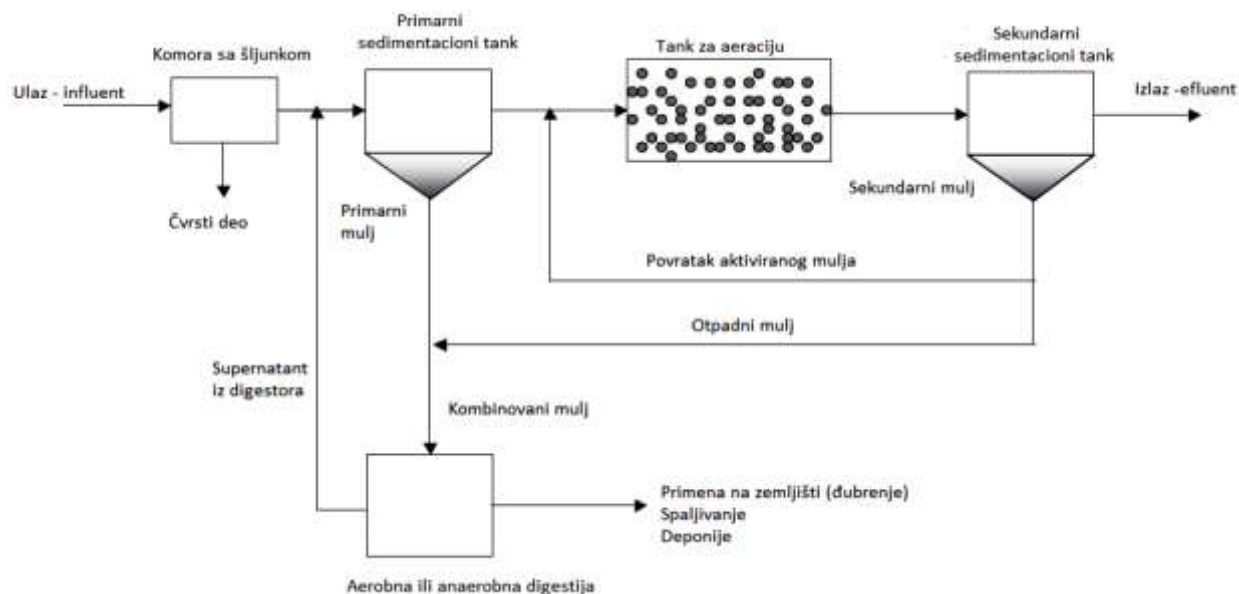 Primarni
sedimentacioni tank
Komora sa šljunkom
Tank za aeraciju
Sekundarni
sedimentacioni tank
Ulaz - influent
Izlaz -efluent
Čvrsti deo
Primarni
mulj
Sekundarni mulj
Povratak aktiviranog mulja
Otpadni mulj
Supernatant
iz digestora
Kombinovani mulj
Primena na zemljišti (đubrenje)
Spaljivanje
Deponije
Aerobna ili anaerobna digestija